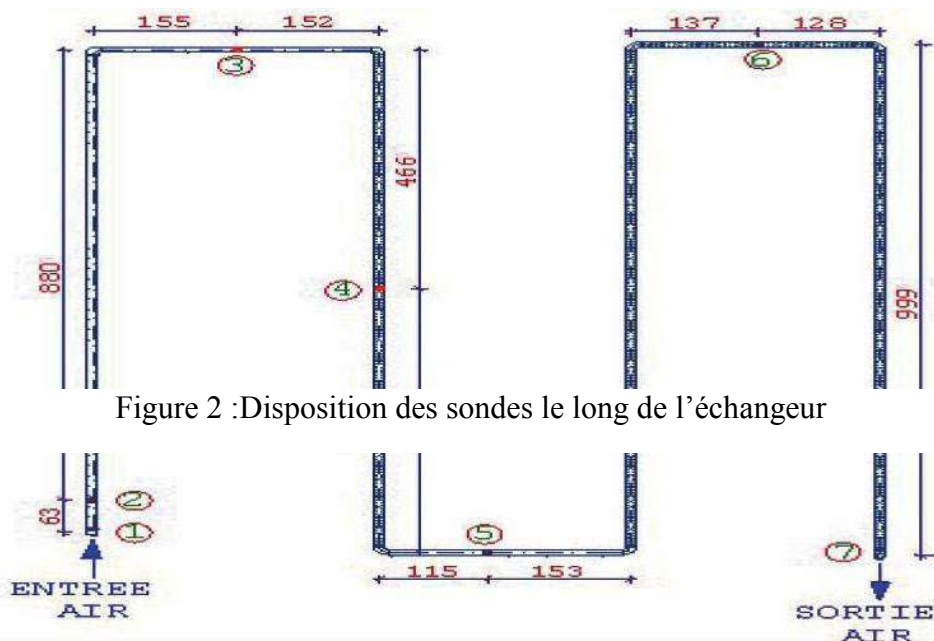 155 152 137 128
3 6
466
880
4
999
Figure 2 :Disposition des sondes le long de l’échangeur
2
63
1
5
7
115 153
ENTREE
AIR
SORTIE
AIR